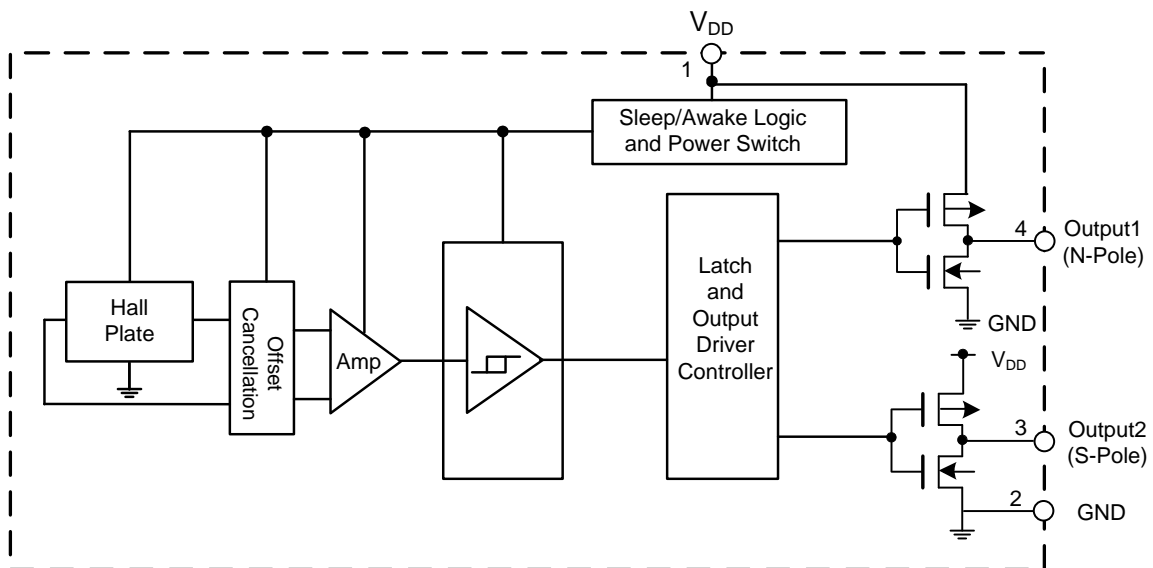 VDD
1
Sleep/Awake Logic
and Power Switch
4
Output1
(N-Pole)
GND
Hall
Plate
Offset
Cancellation
Amp
Latch
and
Output
Driver
Controller
VDD
3
Output2
(S-Pole)
2
GND